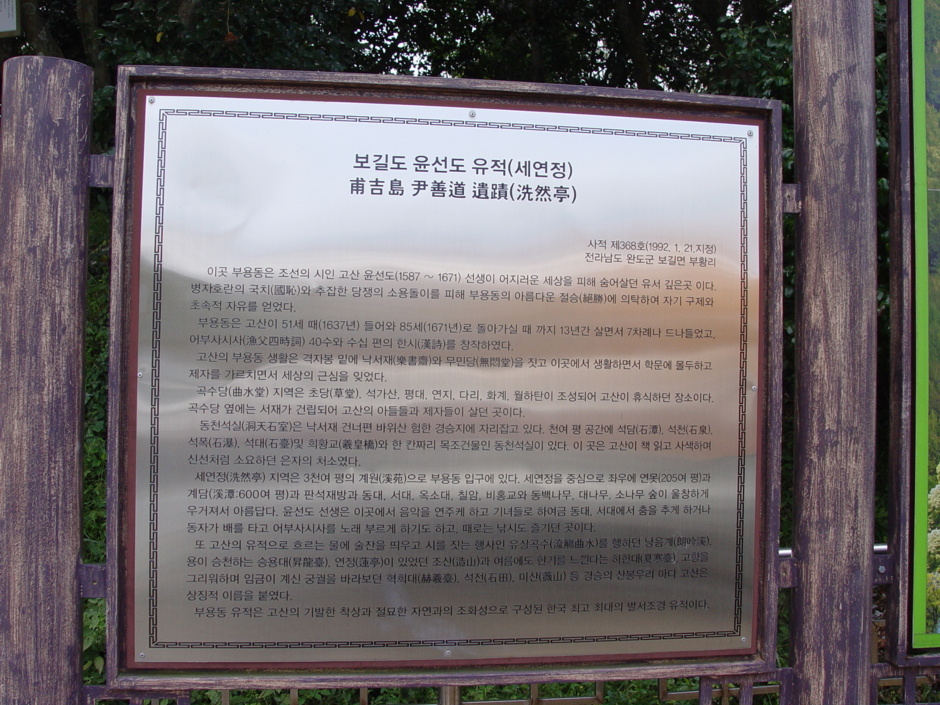 보길도 윤선도 유적(세연정)
甫吉島 尹善道 遺蹟(洗然亭)
사적 제368호(1992. 1. 21.지정)
전라남도 완도군 보길면 부황리
이곳 부용동은 조선의 시인 고산 윤선도(1587 ～ 1671) 선생이 어지러운 세상을 피해 숨어살던 유서 깊은곳 이다.
병자호란의 국치(國恥)와 추잡한 당쟁의 소용돌이를 피해 부용동의 아름다운 절승(絕勝)에 의탁하여 자기 구제와
초속적 자유를 얻었다.
부용동은 고산이 51세 때(1637년) 들어와 85세(1671년)로 돌아가실 때 까지 13년간 살면서 7차례나 드나들었고,
어부사시사(漁父四時詞) 40수와 수십 편의 한시(漢詩)를 창작하였다.
고산의 부용동 생활은 격자봉 밑에 낙서재(樂書齋)와 무민당(無悶堂)을 짓고 이곳에서 생활하면서 학문에 몰두하고
제자를 가르치면서 세상의 근심을 잊었다.
곡수당(曲水堂) 지역은 초당(草堂), 석가산, 평대, 연지, 다리, 화계, 월하탄이 조성되어 고산이 휴식하던 장소이다.
곡수당 옆에는 서재가 건립되어 고산의 아들들과 제자들이 살던 곳이다.
동천석실(洞天石室)은 낙서재 건너편 바위산 험한 경승지에 자리잡고 있다. 천여 평 공간에 석담(石潭), 석천(石泉),
석폭(石瀑), 석대(石臺)및 희황교(羲皇橋)와 한 칸짜리 목조건물인 동천석실이 있다. 이 곳은 고산이 책 읽고 사색하며
신선처럼 소요하던 은자의 처소였다.
세연정(洗然亭) 지역은 3천여 평의 계원(溪苑)으로 부용동 입구에 있다. 세연정을 중심으로 좌우에 연못(205여 평)과
계담(溪潭:600여 평)과 판석재방과 동대, 서대, 옥소대, 칠암, 비홍교와 동백나무, 대나무, 소나무 숲이 울창하게
우거져서 아름답다. 윤선도 선생은 이곳에서 음악을 연주케 하고 기녀들로 하여금 동대, 서대에서 춤을 추게 하거나
동자가 배를 타고 어부사시사를 노래 부르게 하기도 하고, 때로는 낚시도 즐기던 곳이다.
또 고산의 유적으로 흐르는 물에 술잔을 띄우고 시를 짓는 행사인 유상곡수(流觴曲水)를 행하던 낭음계(朗吟溪),
용이 승천하는 승룡대(昇龍臺), 연정(蓮亭)이 있었던 조산(造山)과 여름에도 한기를 느낀다는 하한대(夏寒臺), 고향을
그리워하며 임금이 계신 궁궐을 바라보던 혁희대(赫羲臺), 석전(石田), 미산(薇山) 등 경승의 산봉우리 마다 고산은
상징적 이름을 붙였다.
부용동 유적은 고산의 기발한 착상과 절묘한 자연과의 조화성으로 구성된 한국 최고 최대의 별서조경 유적이다.